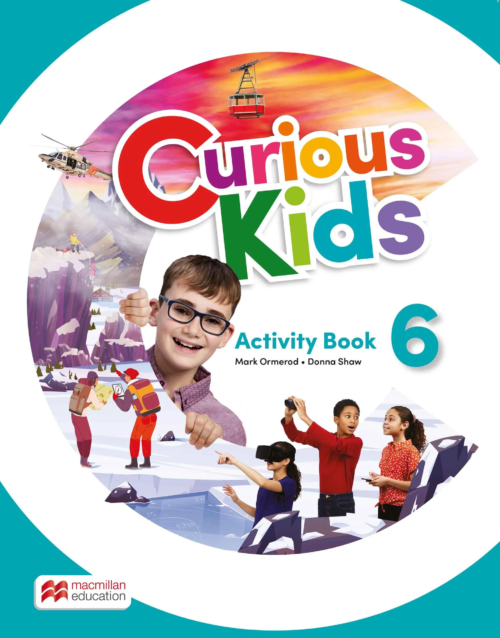 Curious
Kids
Activity Book 6
Mark Ormerod • Donna Shaw
macmillan
education